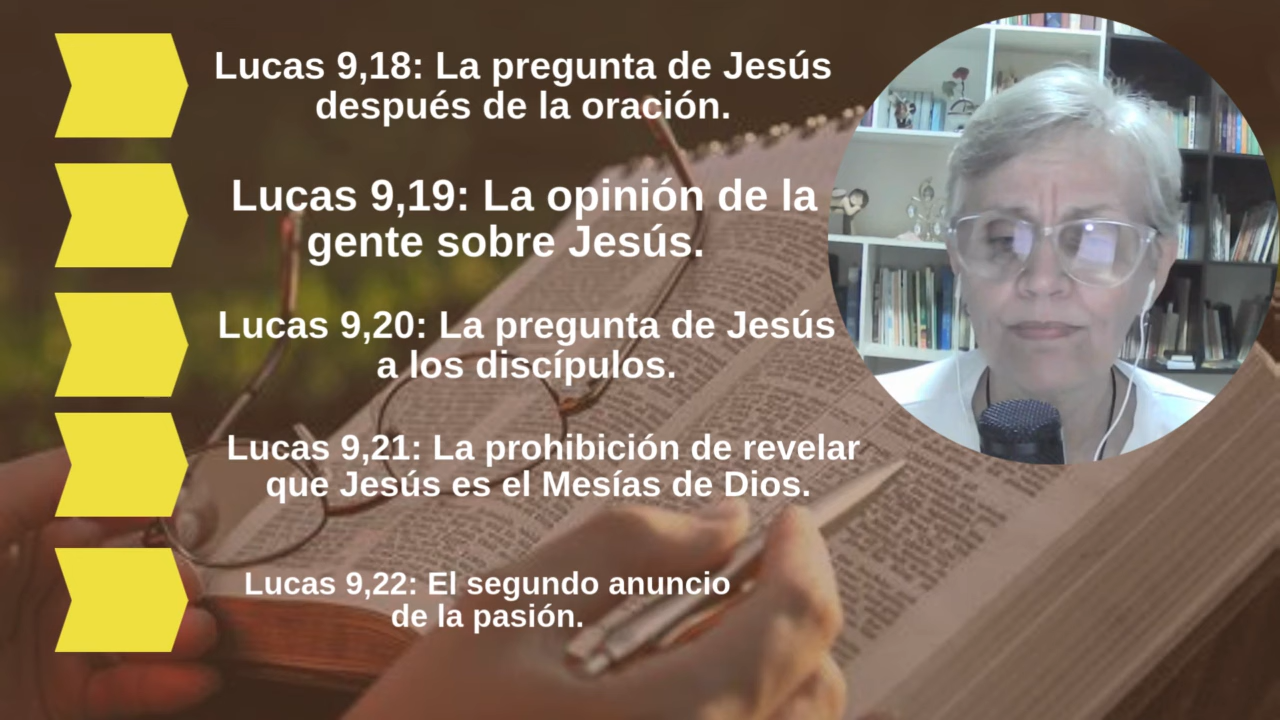 Lucas 9,18: La pregunta de Jesús
después de la oración.
Lucas 9,19: La opinión de la
gente sobre Jesús.
Lucas 9,20: La pregunta de Jesús
a los discípulos.
Lucas 9,21: La prohibición de revelar
que Jesús es el Mesías de Dios.
Lucas 9,22: El segundo anuncio
de la pasión.